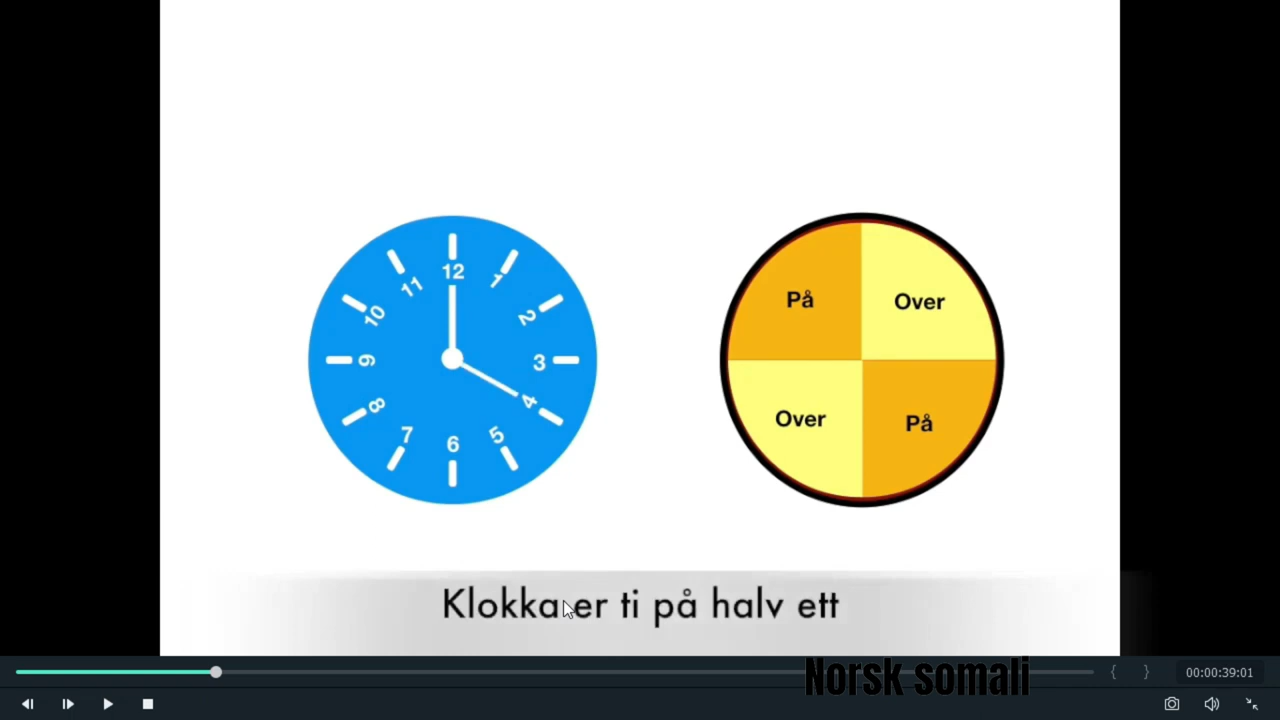 12
1
2
3
4
5
6
7
8
9
10
11
På
Over
Over
På
Klokka er ti på halv ett
Norsk somali
{ }
00:00:39:01